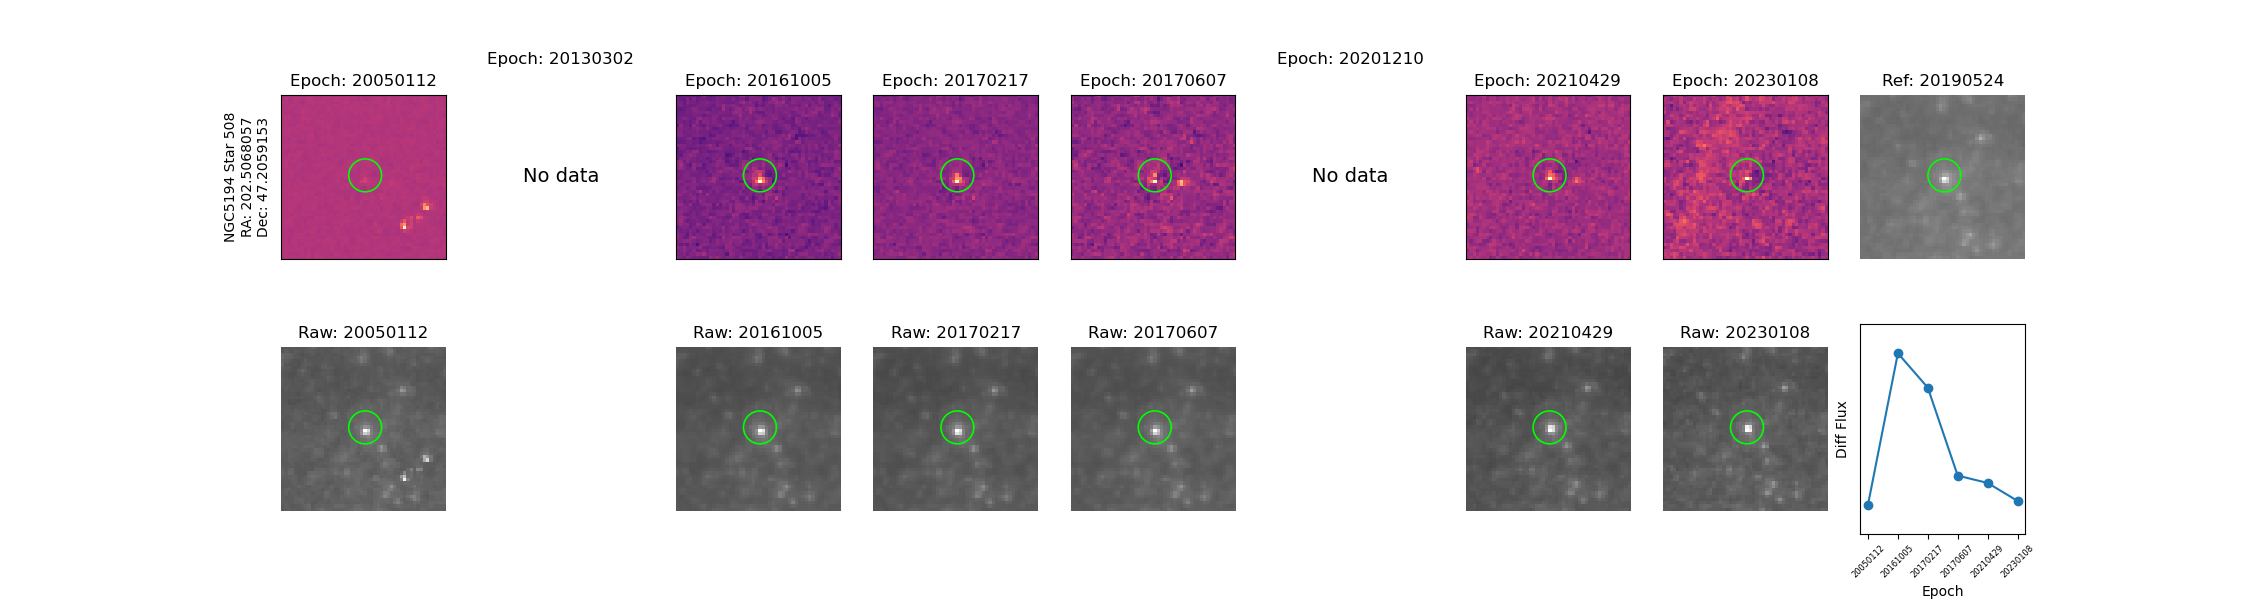 Epoch: 20130302
Epoch: 20201210
Epoch: 20050112
Epoch: 20161005
Epoch: 20170217
Epoch: 20170607
Epoch: 20210429
Epoch: 20230108
Ref: 20190524
NGC5194 Star 508
RA: 202.5068057
Dec: 47.2059153
No data
No data
Raw: 20050112
Raw: 20161005
Raw: 20170217
Raw: 20170607
Raw: 20210429
Raw: 20230108
Diff Flux
20050112
20161005
20170217
20170607
20210429
20230108
Epoch